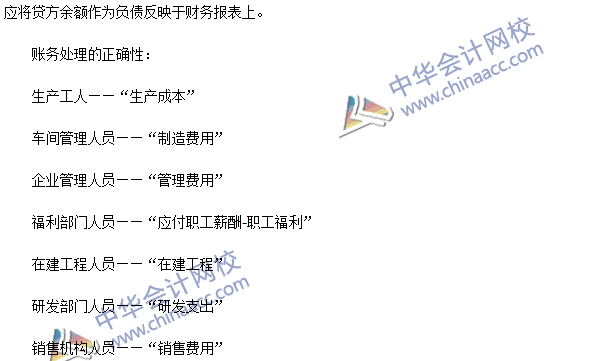 应将贷方余额作为负债反映于财务报表上。
账务处理的正确性：
生产工人——“生产成本”
车间管理人员——“制造费用”
企业管理人员——“管理费用”
福利部门人员——“应付职工薪酬-职工福利”
在建工程人员——“在建工程”
研发部门人员——“研发支出”
销售机构人员——“销售费用”
中华会计网校
www.chinaacc.com
中华会计网校
www.chinaacc.com